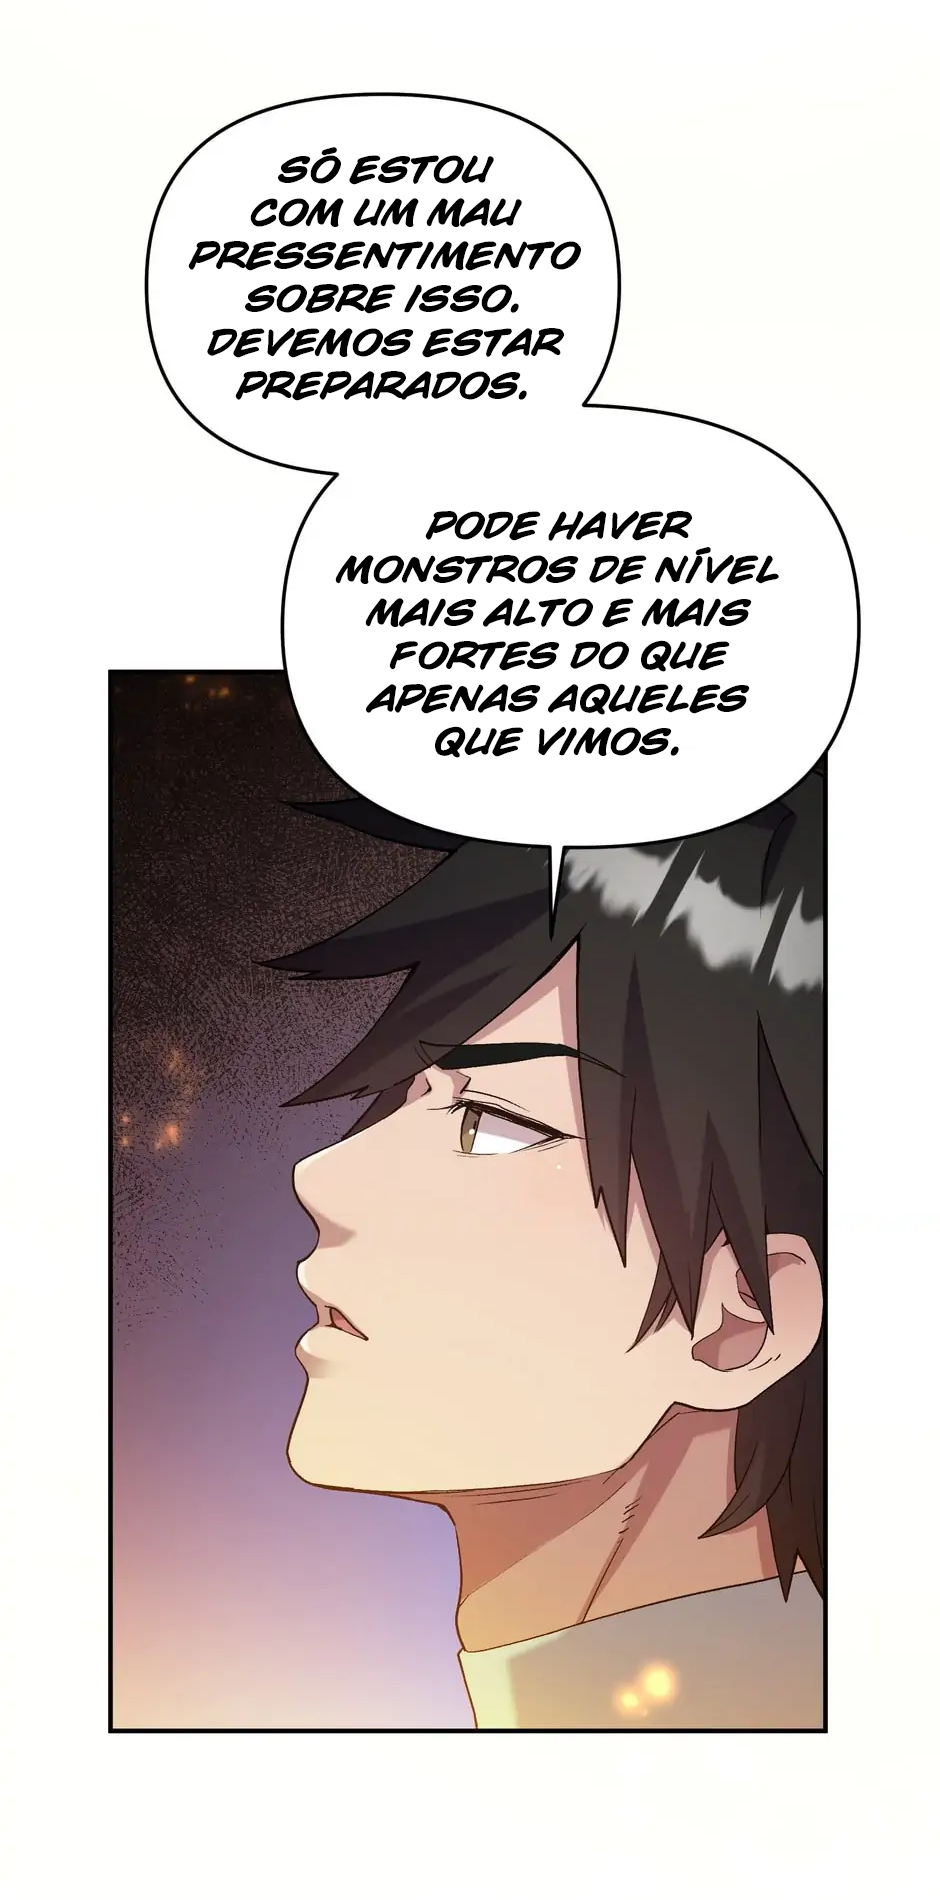 SÓ ESTOU
COM UM MAU
PRESSENTIMENTO
SOBRE ISSO.
DEVEMOS ESTAR
PREPARADOS.
PODE HAVER
MONSTROS DE NÍVEL
MAIS ALTO E MAIS
FORTES DO QUE
APENAS AQUELES
QUE VIMOS.